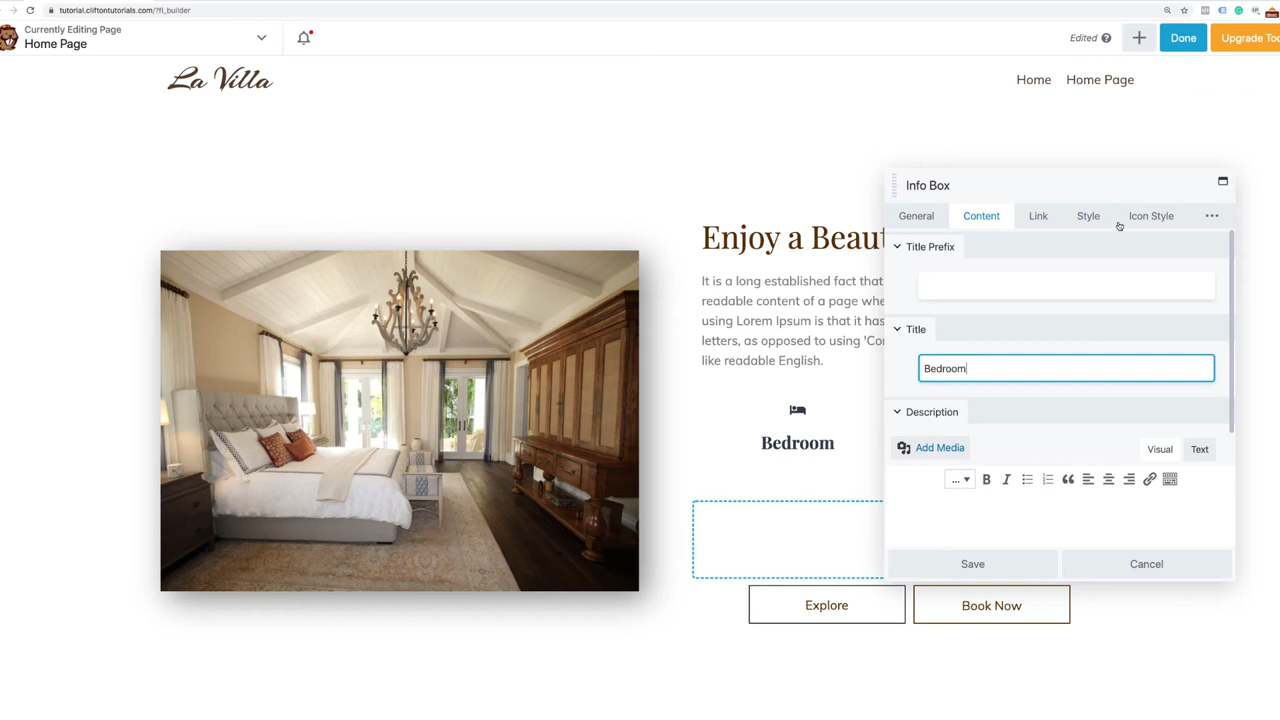 tutorial.cliftontutorials.com/?fl_builder
Currently Editing Page
Home Page
Edited
Done
Upgrade Too
La Villa
Home Home Page
Info Box
General Content Link Style Icon Style
Title Prefix
Enjoy a Beau
It is a long established fact that
readable content of a page whe
using Lorem Ipsum is that it has
letters, as opposed to using 'Co
like readable English.
Title
Bedroom
Description
Bedroom
Add Media
Visual Text
... B I
Save Cancel
Explore Book Now